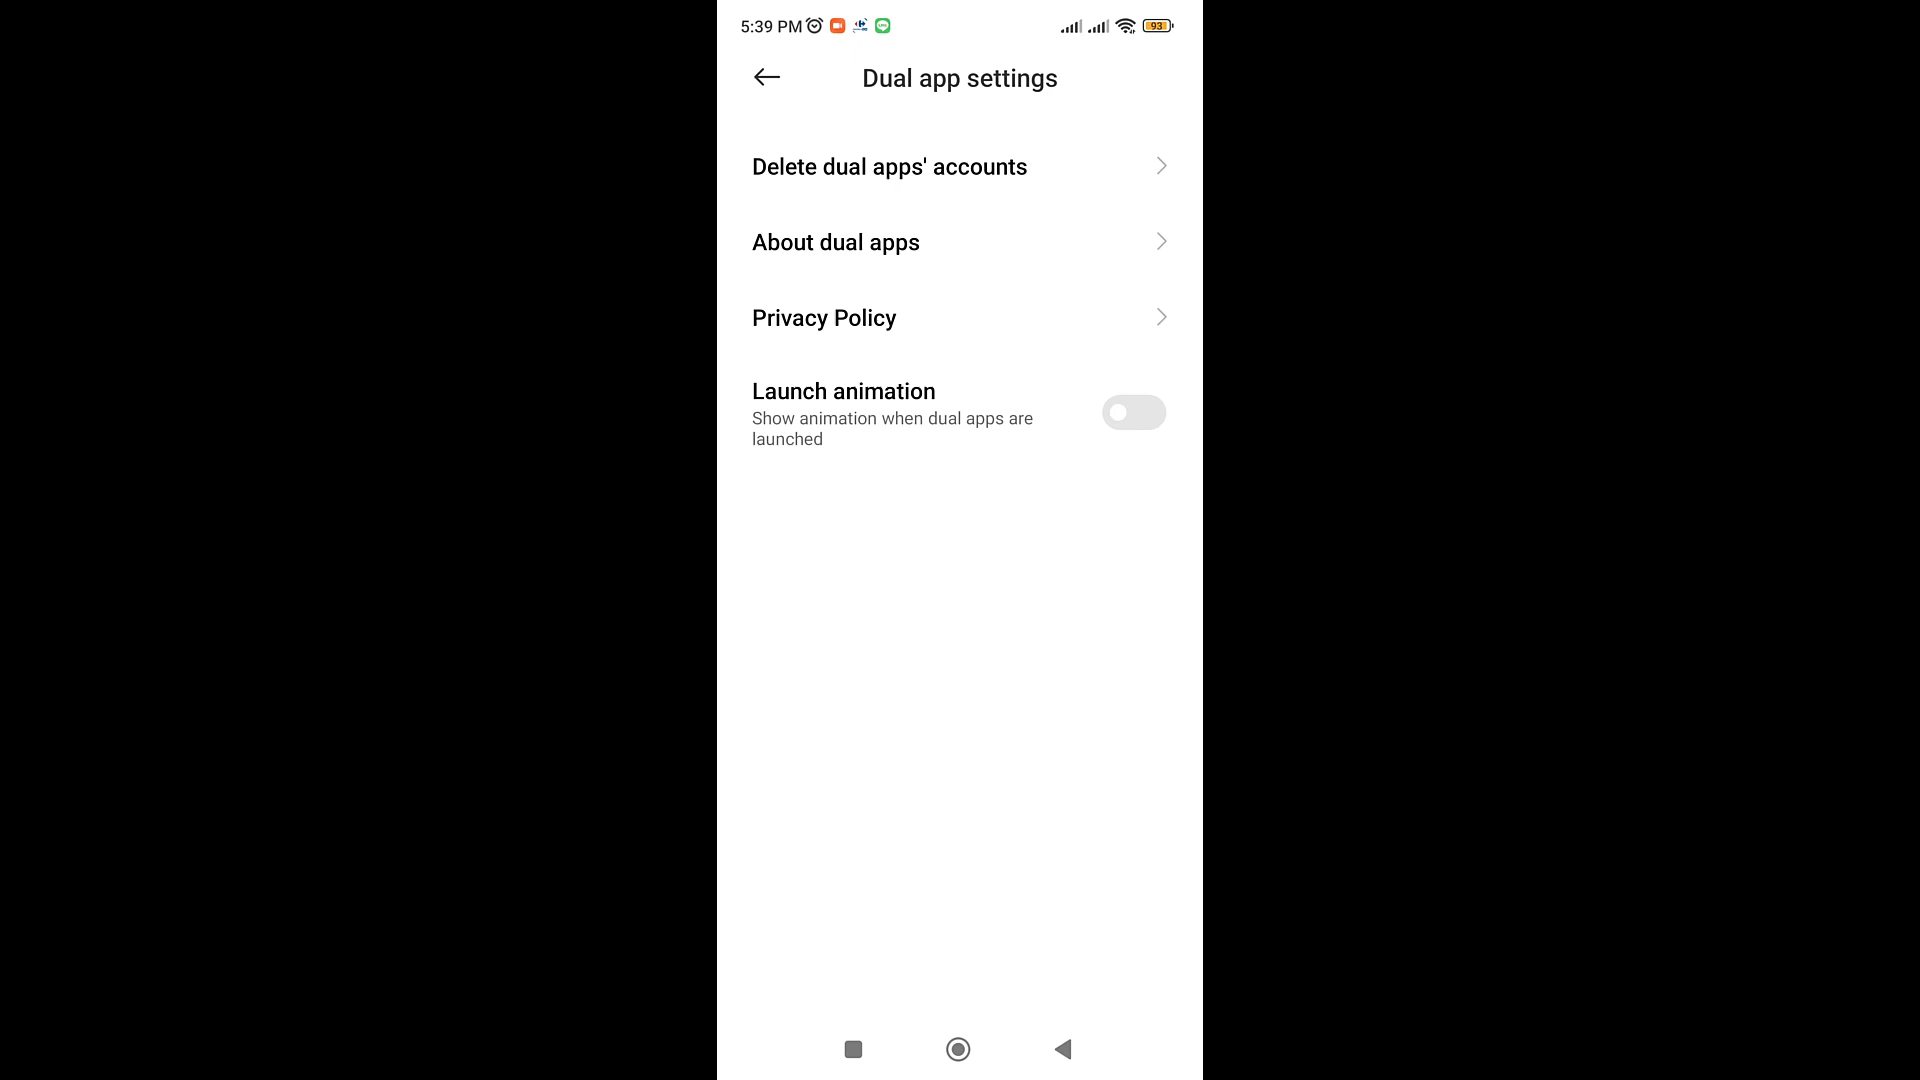 5:39 PM
93
Dual app settings
Delete dual apps' accounts
About dual apps
Privacy Policy
Launch animation
Show animation when dual apps are
launched